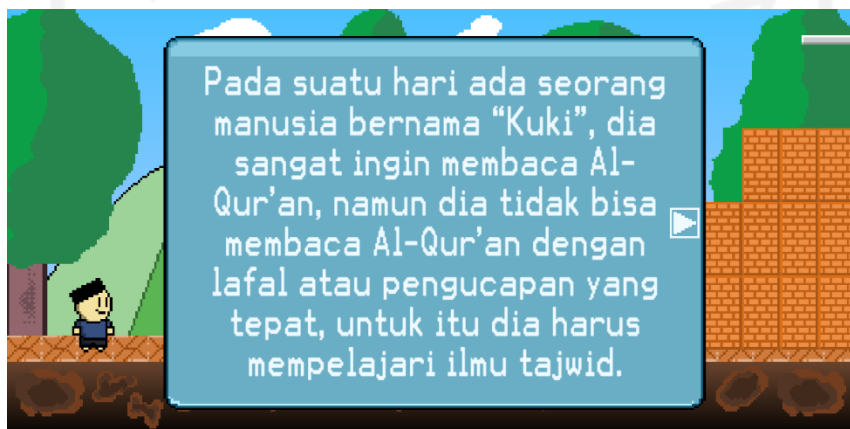 Pada suatu hari ada seorang
manusia bernama “Kuki”, dia
sangat ingin membaca Al-
Qur’an, namun dia tidak bisa
membaca Al-Qur’an dengan
lafal atau pengucapan yang
tepat, untuk itu dia harus
mempelajari ilmu tajwid.